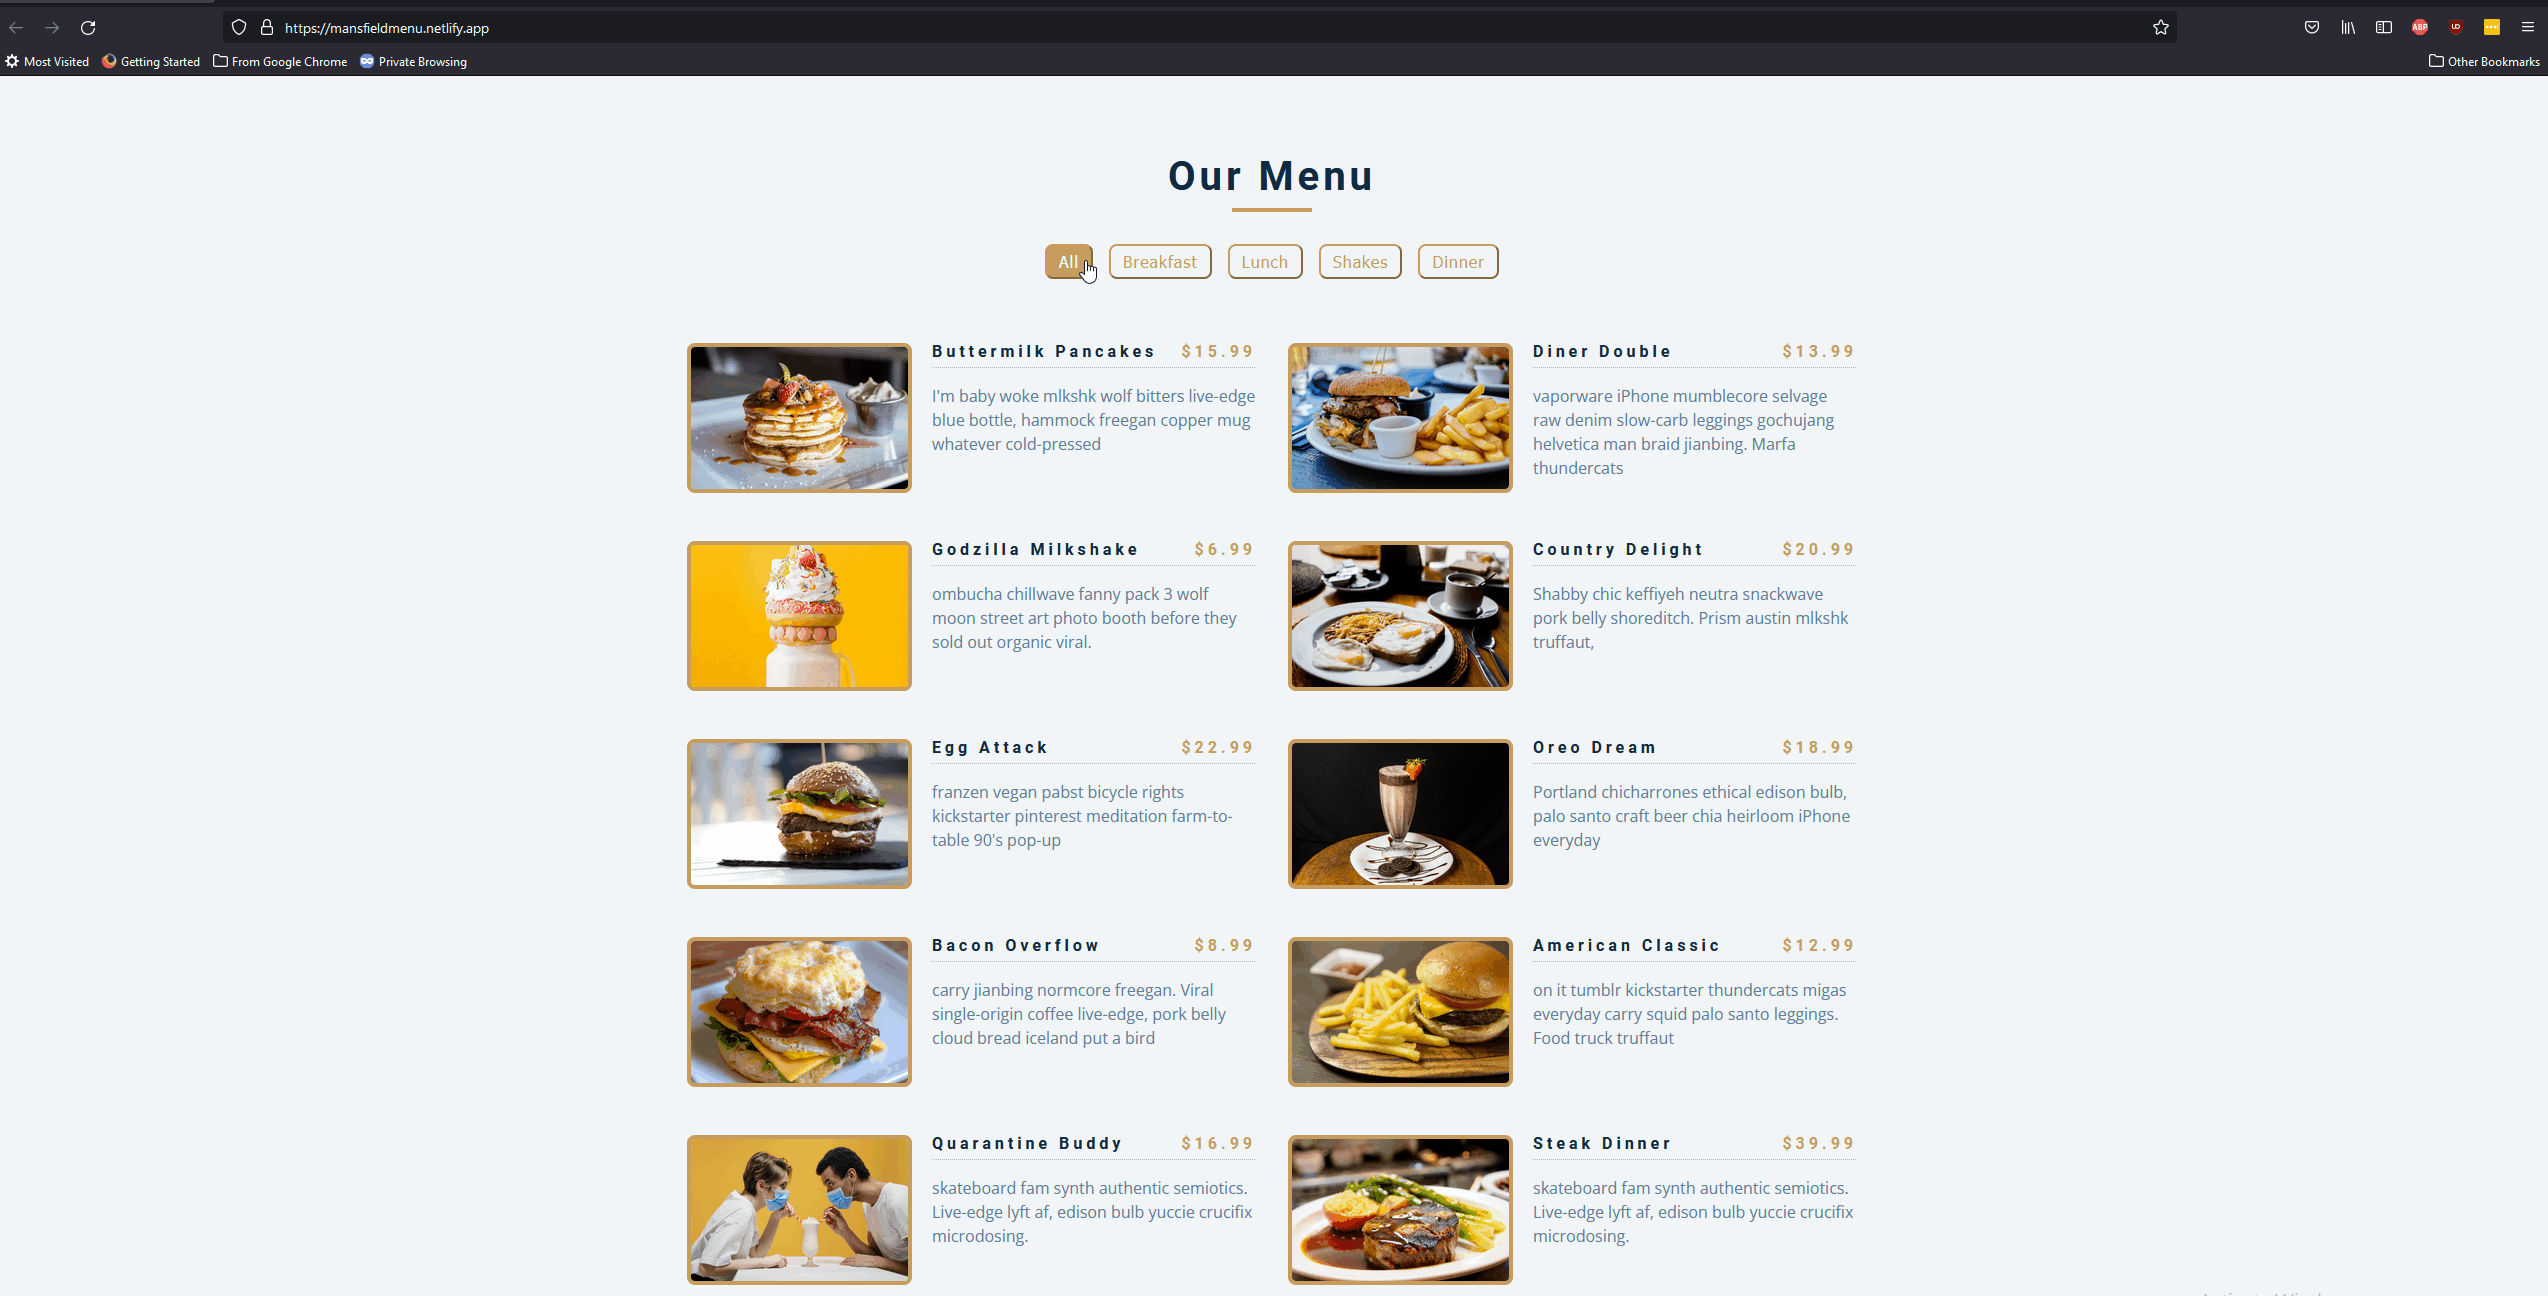 https://mansfieldmenu.netlify.app
ABP
Most Visited
Getting Started
From Google Chrome
Private Browsing
Other Bookmarks
Our Menu
All
Breakfast
Lunch
Shakes
Dinner
Buttermilk Pancakes $15.99
I'm baby woke mlkshk wolf bitters live-edge
blue bottle, hammock freegan copper mug
whatever cold-pressed
Diner Double $13.99
vaporware iPhone mumblecore selvage
raw denim slow-carb leggings gochujang
helvetica man braid jianbing. Marfa
thundercats
Godzilla Milkshake $6.99
ombucha chillwave fanny pack 3 wolf
moon street art photo booth before they
sold out organic viral.
Country Delight $20.99
Shabby chic keffiyeh neutra snackwave
pork belly shoreditch. Prism austin mlkshk
truffaut,
Egg Attack $22.99
franzen vegan pabst bicycle rights
kickstarter pinterest meditation farm-to-
table 90's pop-up
Oreo Dream $18.99
Portland chicharrones ethical edison bulb,
palo santo craft beer chia heirloom iPhone
everyday
Bacon Overflow $8.99
carry jianbing normcore freegan. Viral
single-origin coffee live-edge, pork belly
cloud bread iceland put a bird
American Classic $12.99
on it tumblr kickstarter thundercats migas
everyday carry squid palo santo leggings.
Food truck truffaut
Quarantine Buddy $16.99
skateboard fam synth authentic semiotics.
Live-edge lyft af, edison bulb yuccie crucifix
microdosing.
Steak Dinner $39.99
skateboard fam synth authentic semiotics.
Live-edge lyft af, edison bulb yuccie crucifix
microdosing.